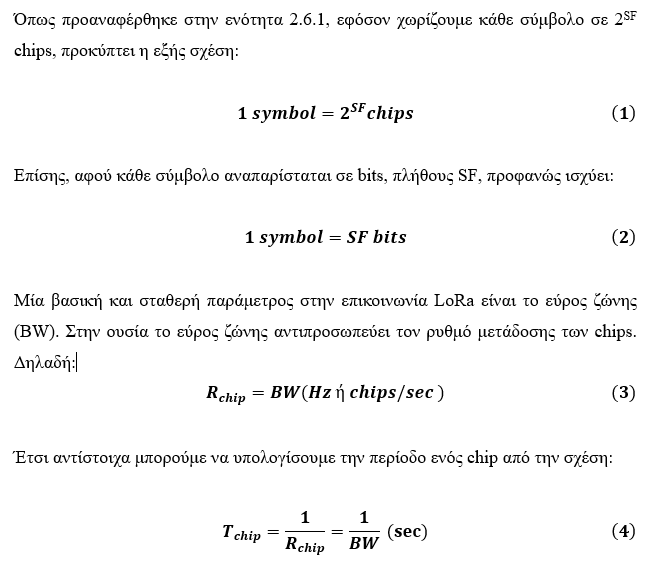 Όπως προαναφέρθηκε στην ενότητα 2.6.1, εφόσον χωρίζουμε κάθε σύμβολο σε 2^SF
chips, προκύπτει η εξής σχέση:
1 symbol = 2^SF chips (1)
Επίσης, αφού κάθε σύμβολο αναπαρίσταται σε bits, πλήθους SF, προφανώς ισχύει:
1 symbol = SF bits (2)
Μία βασική και σταθερή παράμετρος στην επικοινωνία LoRa είναι το εύρος ζώνης
(BW). Στην ουσία το εύρος ζώνης αντιπροσωπεύει τον ρυθμό μετάδοσης των chips.
Δηλαδή:
R_chip = BW(Hz ή chips/sec ) (3)
Έτσι αντίστοιχα μπορούμε να υπολογίσουμε την περίοδο ενός chip από την σχέση:
T_chip = 1/R_chip = 1/BW (sec) (4)